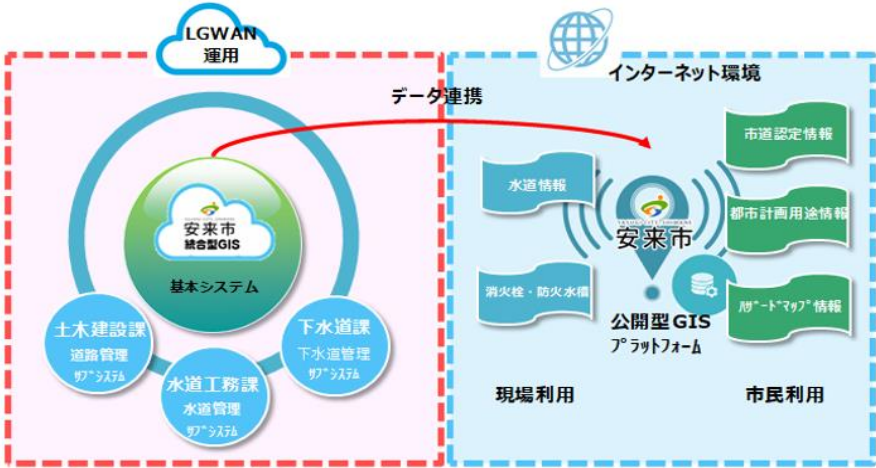 LGWAN
運用
インターネット環境
データ連携
安来市
統合型GIS
基本システム
土木建設課
道路管理
ｻﾌﾞｼｽﾃﾑ
水道工務課
水道管理
ｻﾌﾞｼｽﾃﾑ
下水道課
下水道管理
ｻﾌﾞｼｽﾃﾑ
水道情報
消火栓・防火水槽
YASUGI CITY SHIMANE
安来市
公開型GIS
ﾌﾟﾗｯﾄﾌｫｰﾑ
市道認定情報
都市計画用途情報
ﾊｻﾞｰﾄﾞﾏｯﾌﾟ情報
現場利用
市民利用